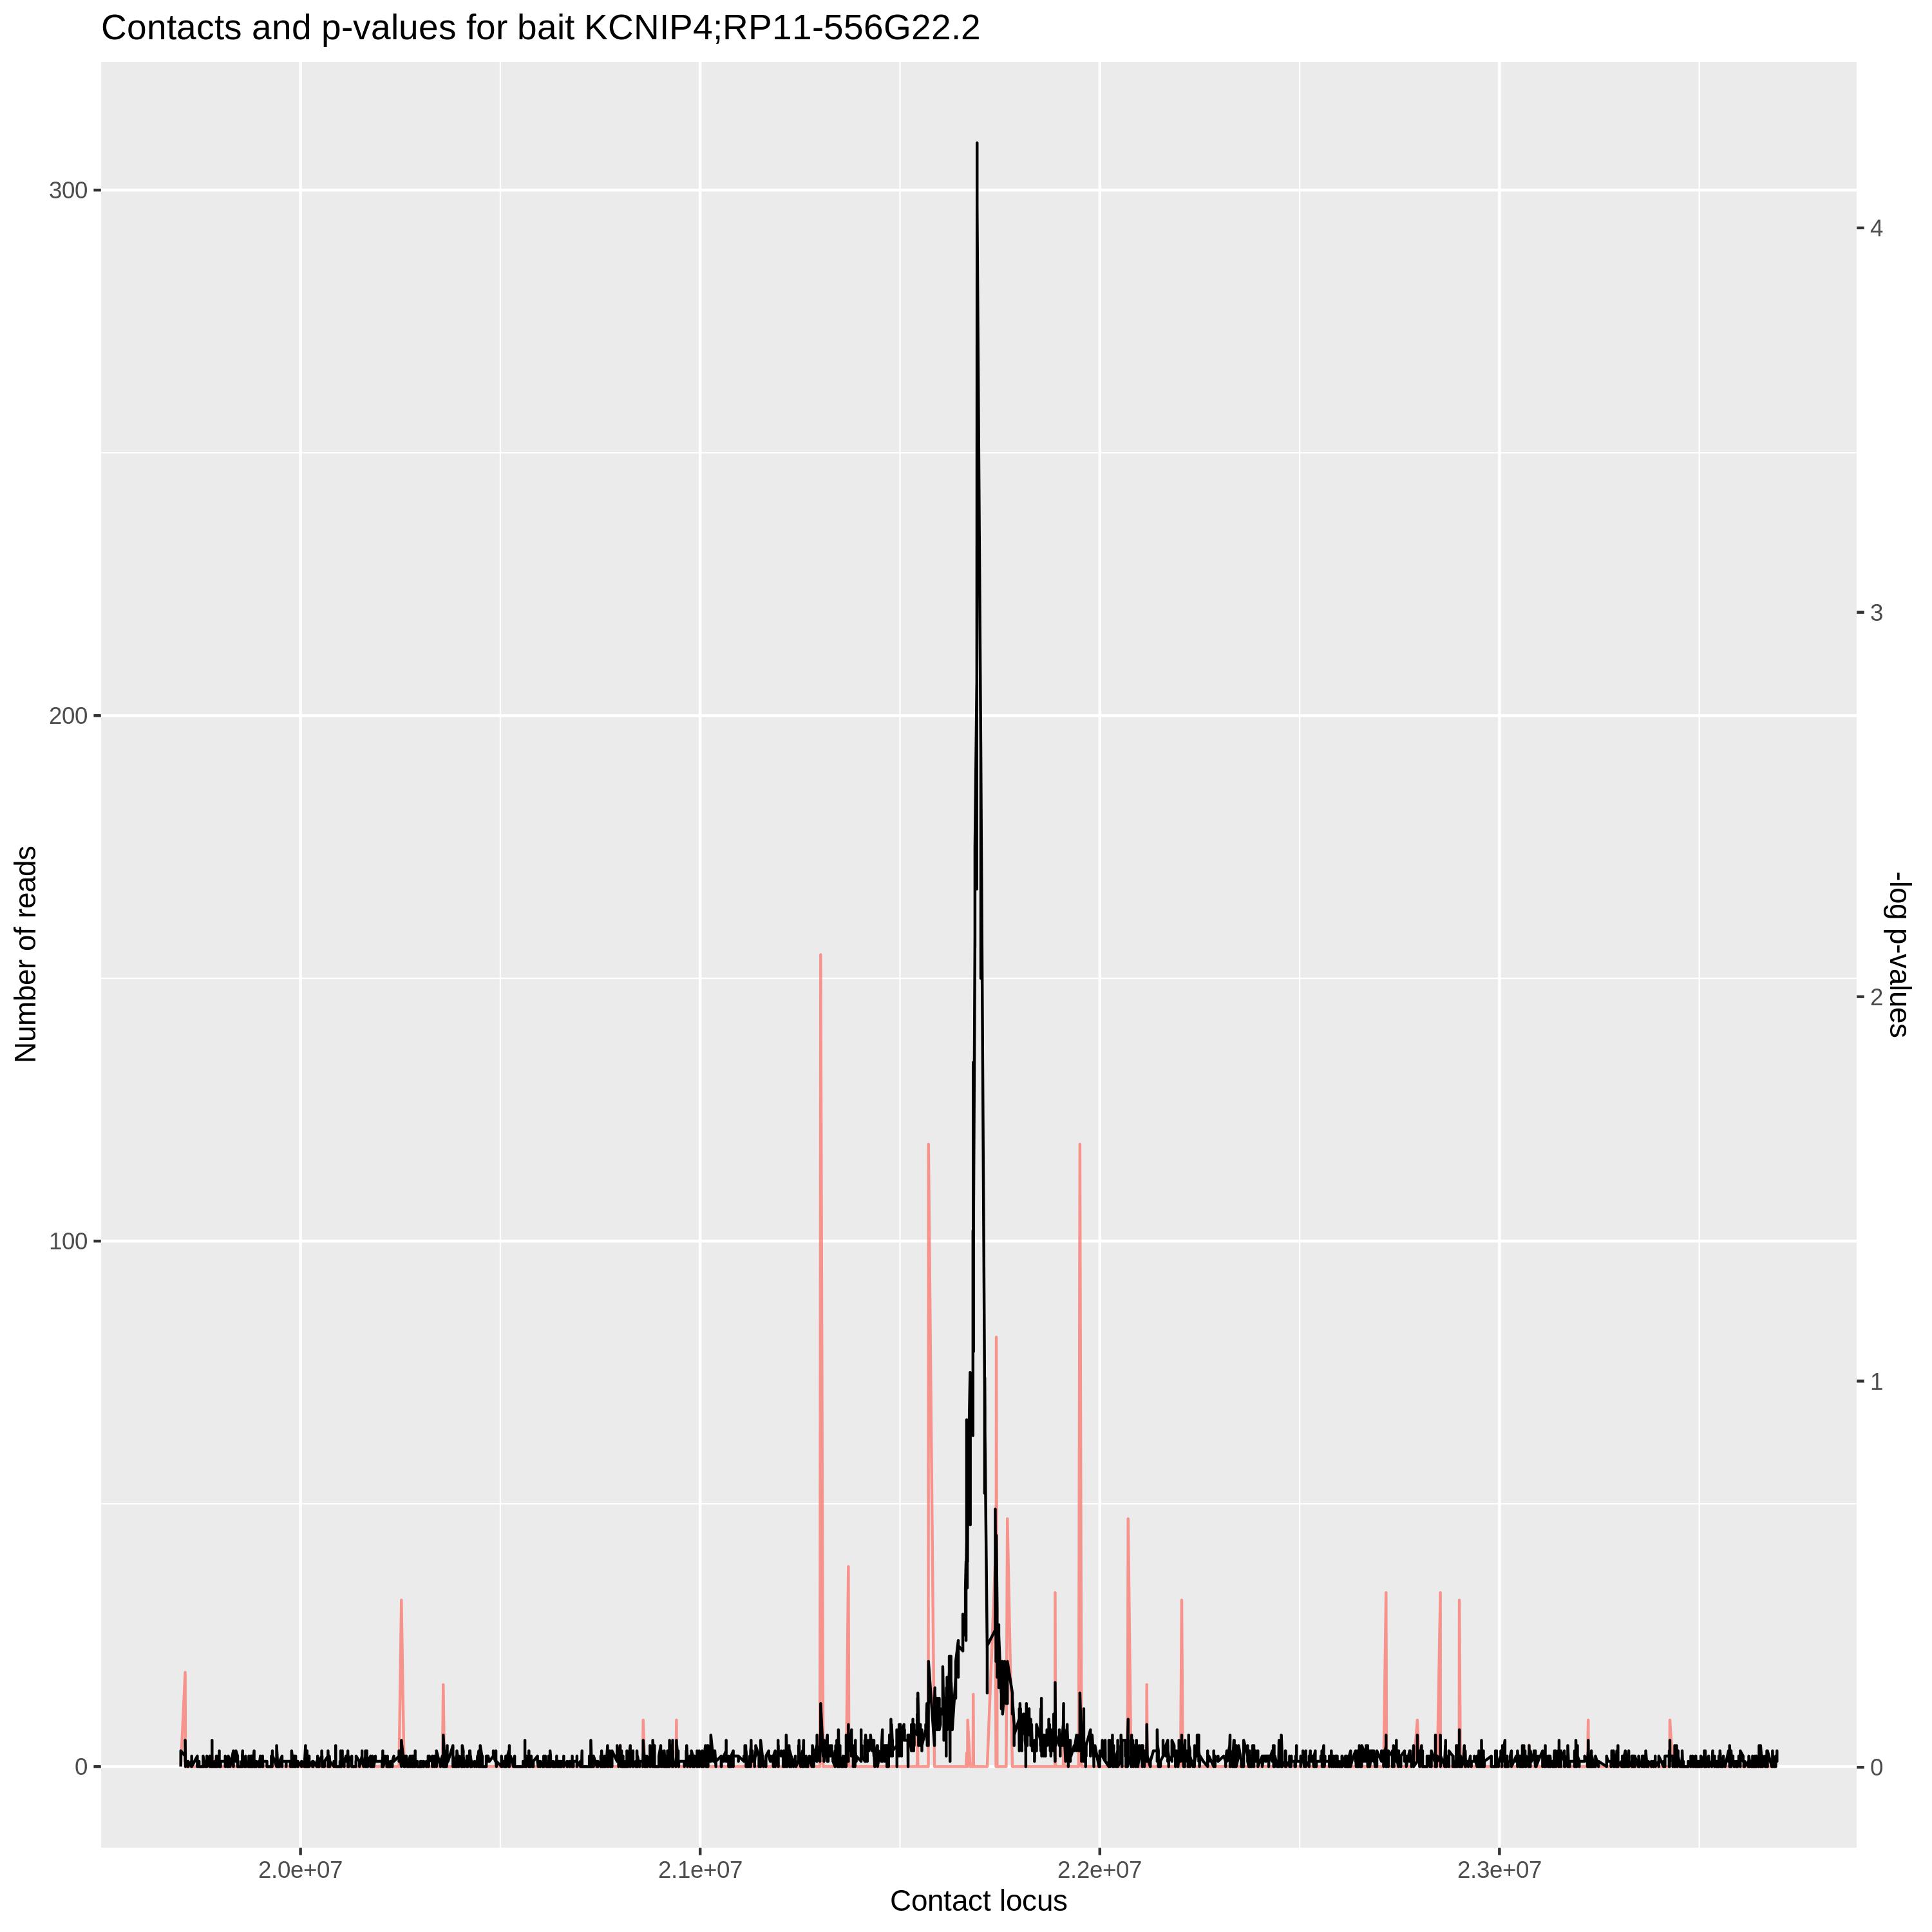 Contacts and p-values for bait KCNIP4;RP11-556G22.2
300
200
100
0
Number of reads
4
3
2
1
0
-log p-values
2.0e+07
2.1e+07
2.2e+07
2.3e+07
Contact locus